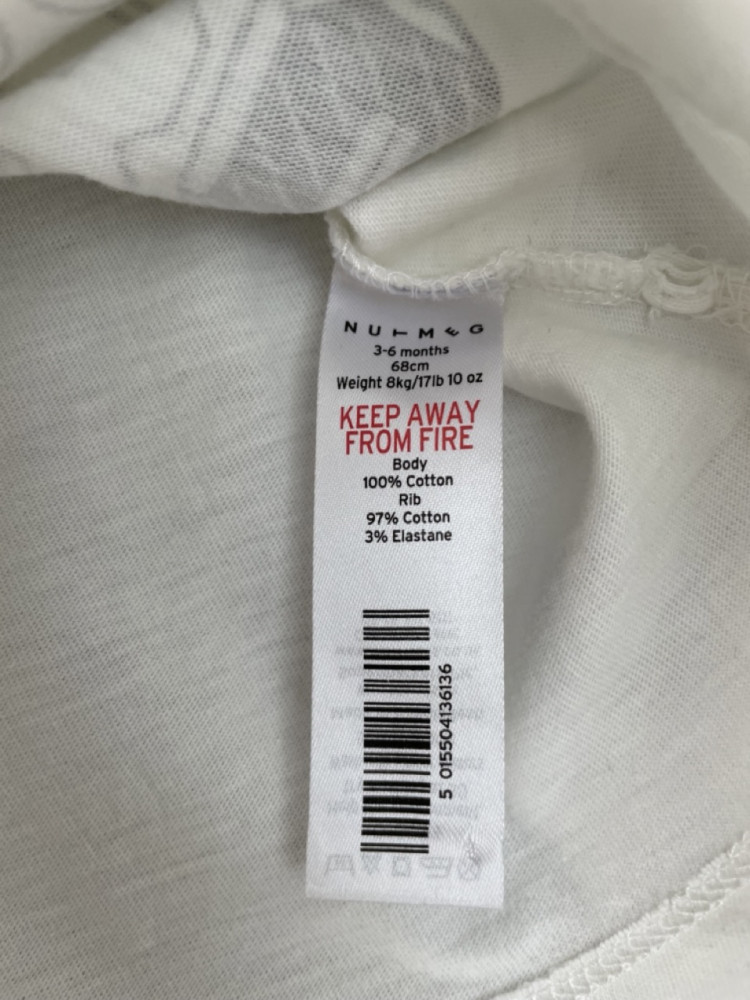 NUTMEG
3-6 months
68cm
Weight 8kg/17lb 10 oz
KEEP AWAY
FROM FIRE
Body
100% Cotton
Rib
97% Cotton
3% Elastane
5 015504136136